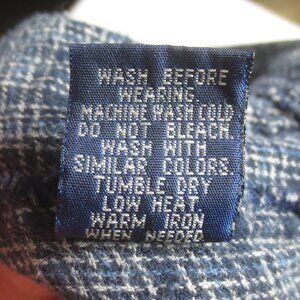 WASH BEFORE
WEARING.
MACHINE WASH COLD
DO NOT BLEACH.
WASH WITH
SIMILAR COLORS.
TUMBLE DRY
LOW HEAT.
WARM IRON
WHEN NEEDED